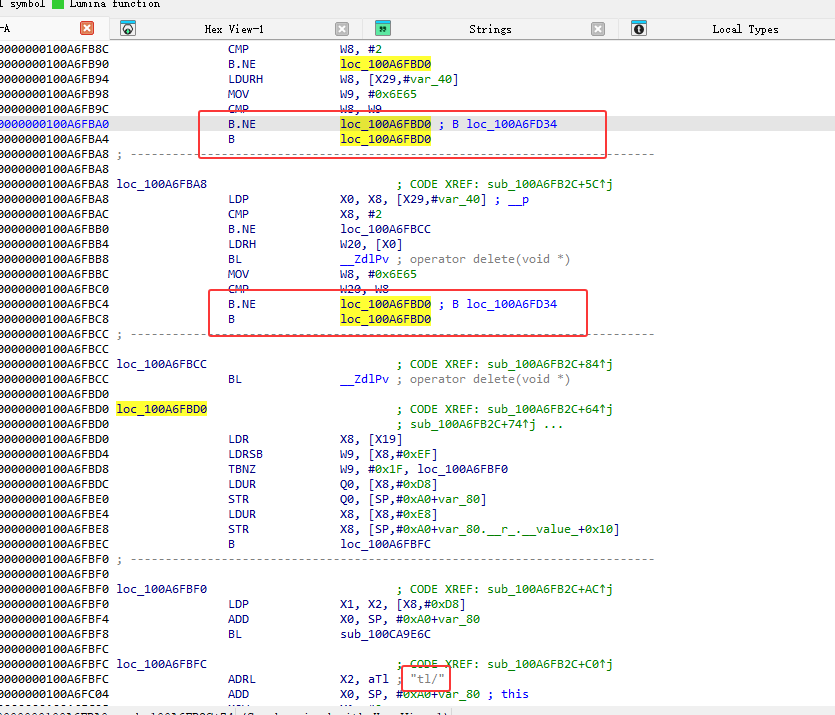 l symbol Lumina function
-A Hex View-1 Strings Local Types
0000000100A6FB8C CMP W8, #2
0000000100A6FB90 B.NE loc_100A6FBD0
0000000100A6FB94 LDURH W8, [X29,#var_40]
0000000100A6FB98 MOV W9, #0x6E65
0000000100A6FB9C CMP W8, W9
0000000100A6FBA0 B.NE loc_100A6FBD0 ; B loc_100A6FD34
0000000100A6FBA4 B loc_100A6FBD0
0000000100A6FBA8 ; ---------------------------------------------------------------------------
0000000100A6FBA8
0000000100A6FBA8 loc_100A6FBA8 ; CODE XREF: sub_100A6FB2C+5C↑j
0000000100A6FBA8 LDP X0, X8, [X29,#var_40] ; __p
0000000100A6FBAC CMP X8, #2
0000000100A6FBB0 B.NE loc_100A6FBCC
0000000100A6FBB4 LDRH W20, [X0]
0000000100A6FBB8 BL __ZdlPv ; operator delete(void *)
0000000100A6FBBC MOV W8, #0x6E65
0000000100A6FBC0 CMP W20, W8
0000000100A6FBC4 B.NE loc_100A6FBD0 ; B loc_100A6FD34
0000000100A6FBC8 B loc_100A6FBD0
0000000100A6FBCC ; ---------------------------------------------------------------------------
0000000100A6FBCC
0000000100A6FBCC loc_100A6FBCC ; CODE XREF: sub_100A6FB2C+84↑j
0000000100A6FBCC BL __ZdlPv ; operator delete(void *)
0000000100A6FBD0
0000000100A6FBD0 loc_100A6FBD0 ; CODE XREF: sub_100A6FB2C+64↑j
0000000100A6FBD0 ; sub_100A6FB2C+74↑j ...
0000000100A6FBD0 LDR X8, [X19]
0000000100A6FBD4 LDRSB W9, [X8,#0xEF]
0000000100A6FBD8 TBNZ W9, #0x1F, loc_100A6FBF0
0000000100A6FBDC LDUR Q0, [X8,#0xD8]
0000000100A6FBE0 STR Q0, [SP,#0xA0+var_80]
0000000100A6FBE4 LDUR X8, [X8,#0xE8]
0000000100A6FBE8 STR X8, [SP,#0xA0+var_80.__r_.__value_+0x10]
0000000100A6FBEC B loc_100A6FBFC
0000000100A6FBF0 ; ---------------------------------------------------------------------------
0000000100A6FBF0
0000000100A6FBF0 loc_100A6FBF0 ; CODE XREF: sub_100A6FB2C+AC↑j
0000000100A6FBF0 LDP X1, X2, [X8,#0xD8]
0000000100A6FBF4 ADD X0, SP, #0xA0+var_80
0000000100A6FBF8 BL sub_100CA9E6C
0000000100A6FBFC
0000000100A6FBFC loc_100A6FBFC ; CODE XREF: sub_100A6FB2C+C0↑j
0000000100A6FBFC ADRL X2, aTl ; "tl/"
0000000100A6FC04 ADD X0, SP, #0xA0+var_80 ; this